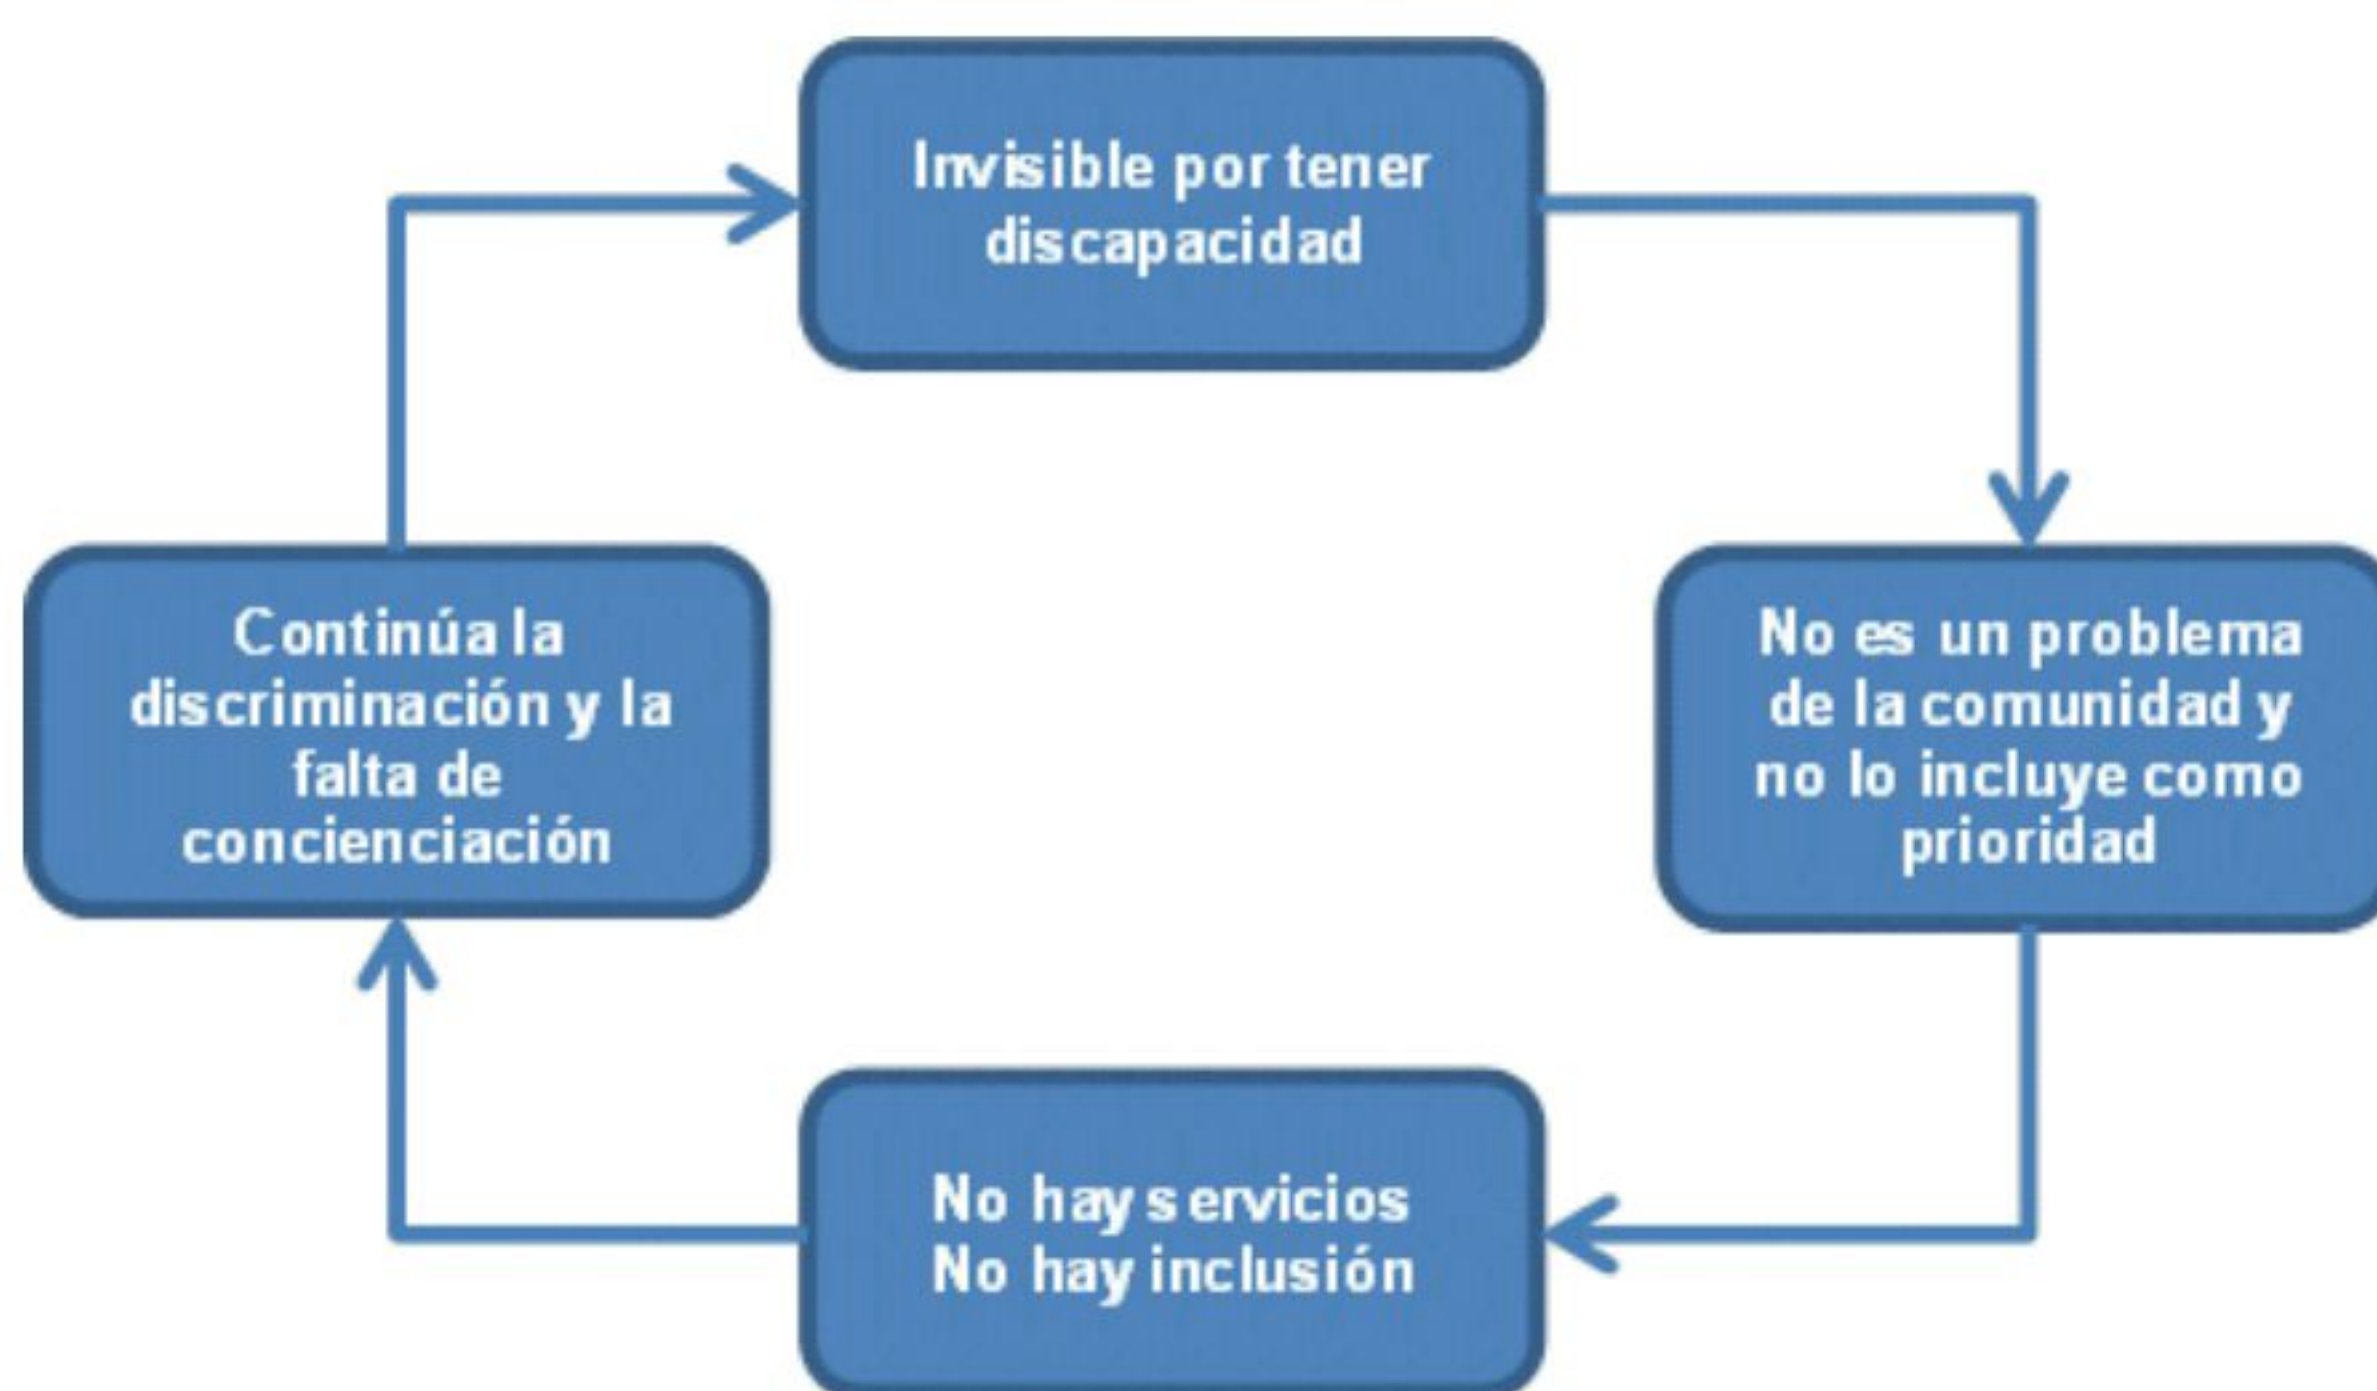 Invisible por tener
discapacidad
No es un problema
de la comunidad y
no lo incluye como
prioridad
No hay servicios
No hay inclusión
Continúa la
discriminación y la
falta de
concienciación